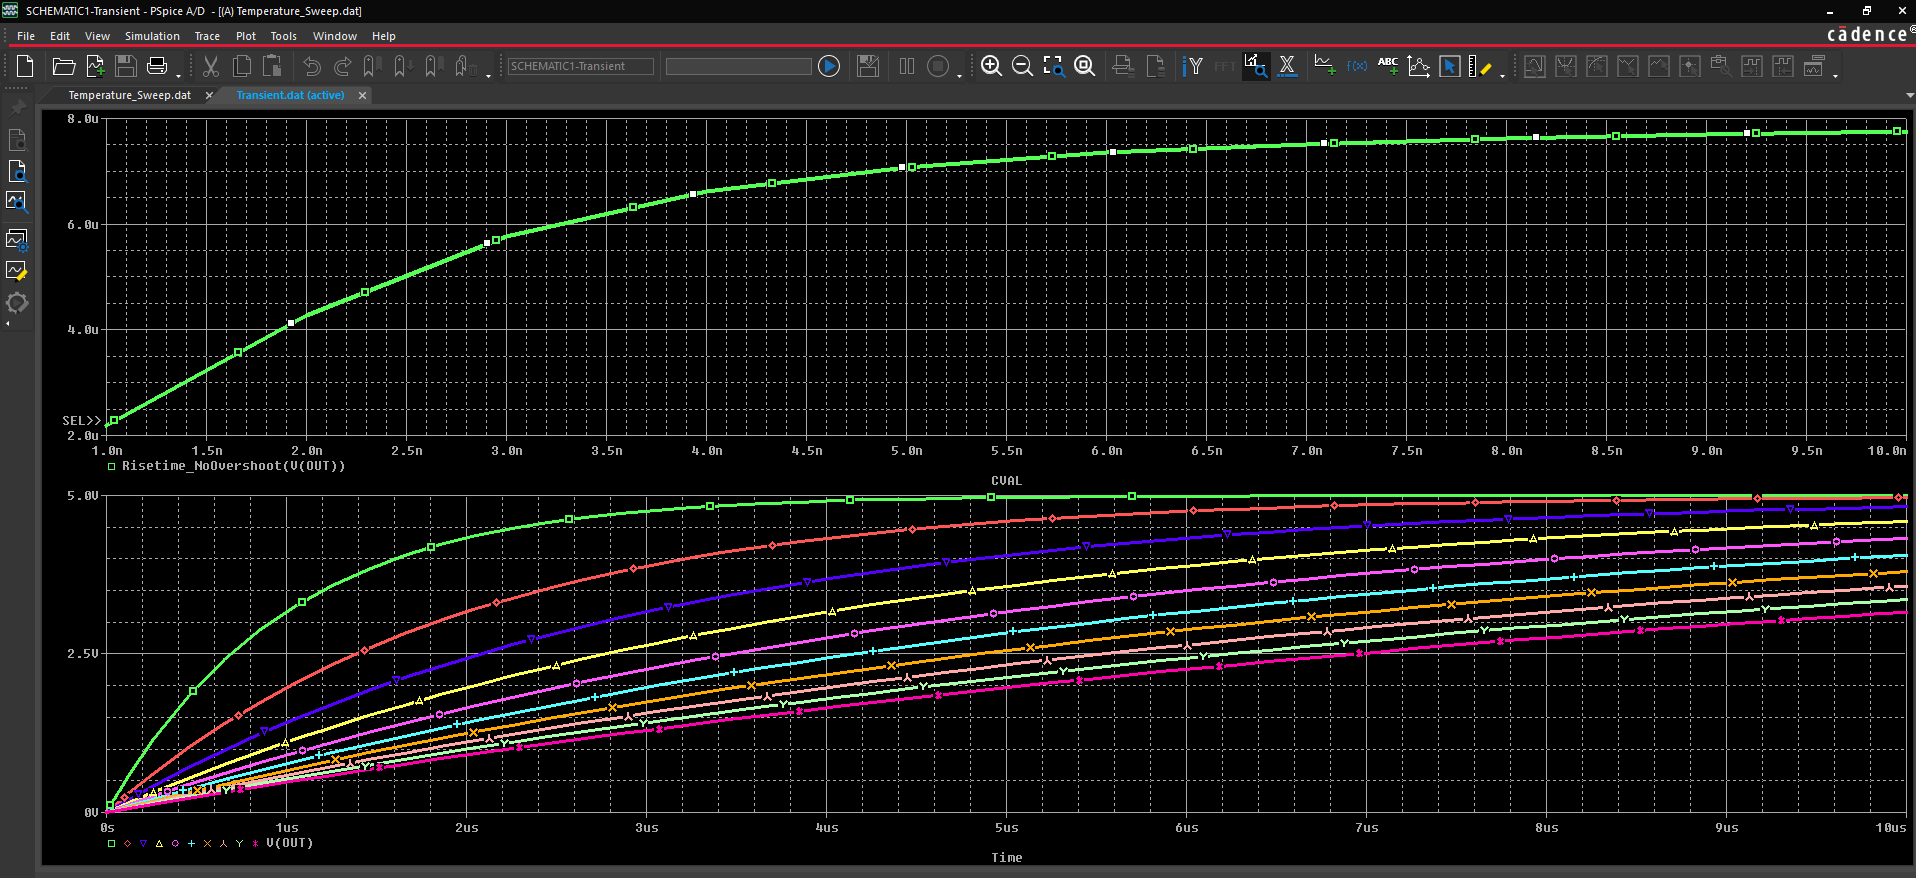 SCHEMATIC1-Transient - PSpice A/D - [(A) Temperature_Sweep.dat]
File Edit View Simulation Trace Plot Tools Window Help
cādence®
SCHEMATIC1-Transient
Y FFT X f(x) ABC
Temperature_Sweep.dat Transient.dat (active)
8.0u
6.0u
4.0u
SEL>>
2.0u
1.0n 1.5n 2.0n 2.5n 3.0n 3.5n 4.0n 4.5n 5.0n 5.5n 6.0n 6.5n 7.0n 7.5n 8.0n 8.5n 9.0n 9.5n 10.0n
Risetime_NoOvershoot(V(OUT))
CVAL
5.0V
2.5V
0V
0s 1us 2us 3us 4us 5us 6us 7us 8us 9us 10us
V(OUT)
Time